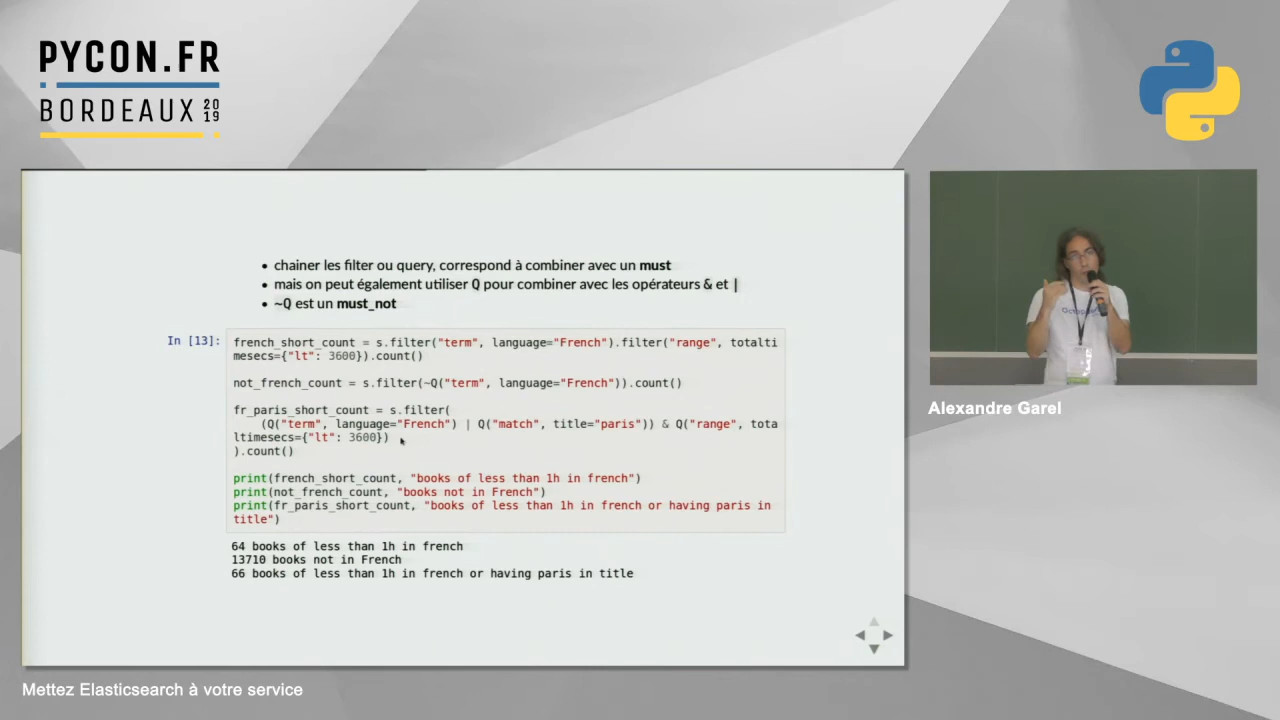 PYCON.FR
BORDEAUX 2019
• chainer les filter ou query, correspond à combiner avec un must
• mais on peut également utiliser Q pour combiner avec les opérateurs & et |
• ~Q est un must_not
In [13]:
french_short_count = s.filter("term", language="French").filter("range", totalti
mesecs={"lt": 3600}).count()
not_french_count = s.filter(~Q("term", language="French")).count()
fr_paris_short_count = s.filter(
(Q("term", language="French") | Q("match", title="paris")) & Q("range", tota
ltimesecs={"lt": 3600})
).count()
print(french_short_count, "books of less than 1h in french")
print(not_french_count, "books not in French")
print(fr_paris_short_count, "books of less than 1h in french or having paris in
title")
64 books of less than 1h in french
13710 books not in French
66 books of less than 1h in french or having paris in title
Alexandre Garel
Mettez Elasticsearch à votre service